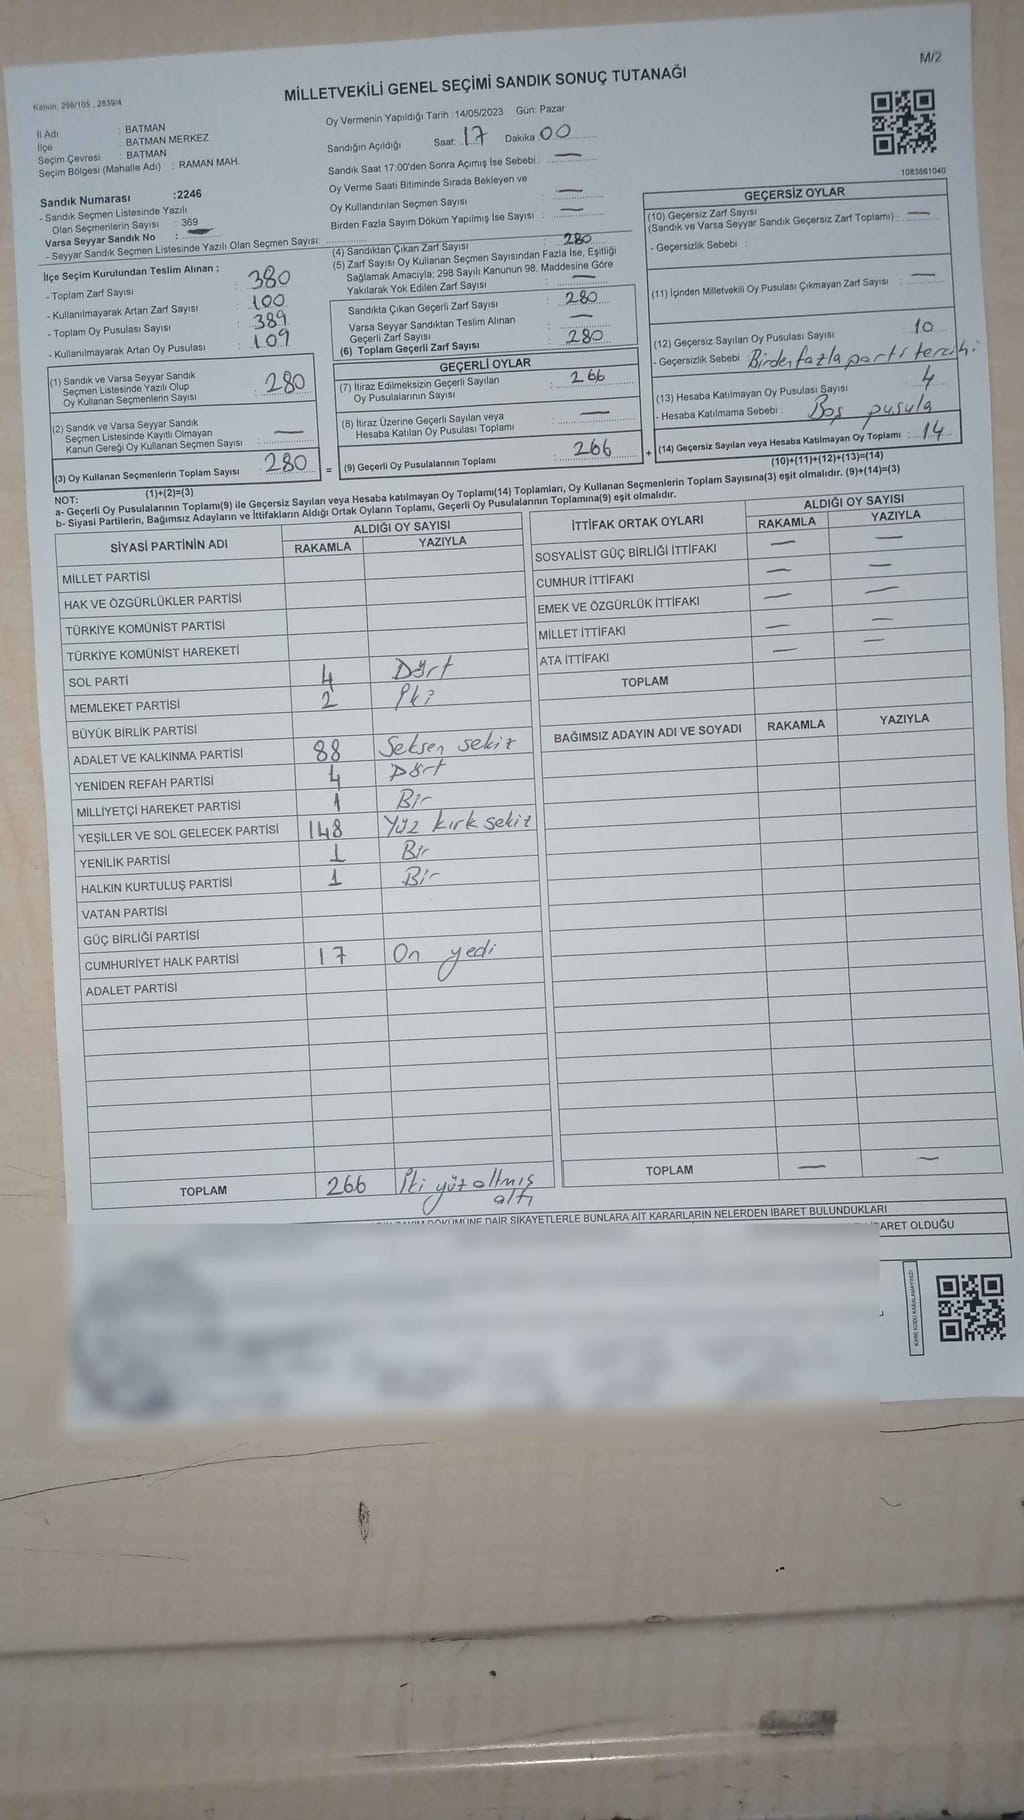 M/2
Kanun: 298/105 , 2839/4
MİLLETVEKİLİ GENEL SEÇİMİ SANDIK SONUÇ TUTANAĞI
İl Adı : BATMAN
İlçe : BATMAN MERKEZ
Seçim Çevresi : BATMAN
Seçim Bölgesi (Mahalle Adı) : RAMAN MAH.
Oy Vermenin Yapıldığı Tarih :14/05/2023 Gün: Pazar
Sandığın Açıldığı Saat: 17 Dakika 00
Sandık Saat 17:00'den Sonra Açımış İse Sebebi : —
Oy Verme Saati Bitiminde Sırada Bekleyen ve
Oy Kullandırılan Seçmen Sayısı : —
Birden Fazla Sayım Döküm Yapılmış İse Sayısı : —
1083861040
Sandık Numarası :2246
- Sandık Seçmen Listesinde Yazılı
Olan Seçmenlerin Sayısı : 369
Varsa Seyyar Sandık No :
- Seyyar Sandık Seçmen Listesinde Yazılı Olan Seçmen Sayısı:
İlçe Seçim Kurulundan Teslim Alınan ;
- Toplam Zarf Sayısı : 380
- Kullanılmayarak Artan Zarf Sayısı : 100
- Toplam Oy Pusulası Sayısı : 389
- Kullanılmayarak Artan Oy Pusulası : 109
(1) Sandık ve Varsa Seyyar Sandık
Seçmen Listesinde Yazılı Olup
Oy Kullanan Seçmenlerin Sayısı : 280
(2) Sandık ve Varsa Seyyar Sandık
Seçmen Listesinde Kayıtlı Olmayan
Kanun Gereği Oy Kullanan Seçmen Sayısı : —
(3) Oy Kullanan Seçmenlerin Toplam Sayısı : 280
(1)+(2)=(3)
(4) Sandıktan Çıkan Zarf Sayısı : 280
(5) Zarf Sayısı Oy Kullanan Seçmen Sayısından Fazla İse, Eşitliği
Sağlamak Amacıyla; 298 Sayılı Kanunun 98. Maddesine Göre
Yakılarak Yok Edilen Zarf Sayısı : —
Sandıkta Çıkan Geçerli Zarf Sayısı : 280
Varsa Seyyar Sandıktan Teslim Alınan
Geçerli Zarf Sayısı : —
(6) Toplam Geçerli Zarf Sayısı : 280
GEÇERLİ OYLAR
(7) İtiraz Edilmeksizin Geçerli Sayılan
Oy Pusulalarının Sayısı : 266
(8) İtiraz Üzerine Geçerli Sayılan veya
Hesaba Katılan Oy Pusulası Toplamı : —
= (9) Geçerli Oy Pusulalarının Toplamı : 266
GEÇERSİZ OYLAR
(10) Geçersiz Zarf Sayısı
(Sandık ve Varsa Seyyar Sandık Geçersiz Zarf Toplamı) : —
- Geçersizlik Sebebi :
(11) İçinden Milletvekili Oy Pusulası Çıkmayan Zarf Sayısı : —
(12) Geçersiz Sayılan Oy Pusulası Sayısı : 10
- Geçersizlik Sebebi : Birden fazla parti tercihi
(13) Hesaba Katılmayan Oy Pusulası Sayısı : 4
- Hesaba Katılmama Sebebi : Boş pusula
+ (14) Geçersiz Sayılan veya Hesaba Katılmayan Oy Toplamı : 14
(10)+(11)+(12)+(13)=(14)
NOT:
a- Geçerli Oy Pusulalarının Toplamı(9) ile Geçersiz Sayılan veya Hesaba katılmayan Oy Toplamı(14) Toplamları, Oy Kullanan Seçmenlerin Toplam Sayısına(3) eşit olmalıdır. (9)+(14)=(3)
b- Siyasi Partilerin, Bağımsız Adayların ve İttifakların Aldığı Ortak Oyların Toplamı, Geçerli Oy Pusulalarının Toplamına(9) eşit olmalıdır.
SİYASİ PARTİNİN ADI ALDIĞI OY SAYISI
RAKAMLA YAZIYLA
MİLLET PARTİSİ
HAK VE ÖZGÜRLÜKLER PARTİSİ
TÜRKİYE KOMÜNİST PARTİSİ
TÜRKİYE KOMÜNİST HAREKETİ
SOL PARTİ 4 Dört
MEMLEKET PARTİSİ 2 İki
BÜYÜK BİRLİK PARTİSİ
ADALET VE KALKINMA PARTİSİ 88 Seksen sekiz
YENİDEN REFAH PARTİSİ 4 Dört
MİLLİYETÇİ HAREKET PARTİSİ 1 Bir
YEŞİLLER VE SOL GELECEK PARTİSİ 148 Yüz kırk sekiz
YENİLİK PARTİSİ 1 Bir
HALKIN KURTULUŞ PARTİSİ 1 Bir
VATAN PARTİSİ
GÜÇ BİRLİĞİ PARTİSİ
CUMHURİYET HALK PARTİSİ 17 On yedi
ADALET PARTİSİ
TOPLAM 266 İki yüz altmış
altı
İTTİFAK ORTAK OYLARI ALDIĞI OY SAYISI
RAKAMLA YAZIYLA
SOSYALİST GÜÇ BİRLİĞİ İTTİFAKI — —
CUMHUR İTTİFAKI — —
EMEK VE ÖZGÜRLÜK İTTİFAKI — —
MİLLET İTTİFAKI — —
ATA İTTİFAKI — —
TOPLAM
BAĞIMSIZ ADAYIN ADI VE SOYADI RAKAMLA YAZIYLA
TOPLAM — —
DÖKÜMÜNE DAİR ŞİKAYETLERLE BUNLARA AİT KARARLARIN NELERDEN İBARET BULUNDUKLARI
İBARET OLDUĞU